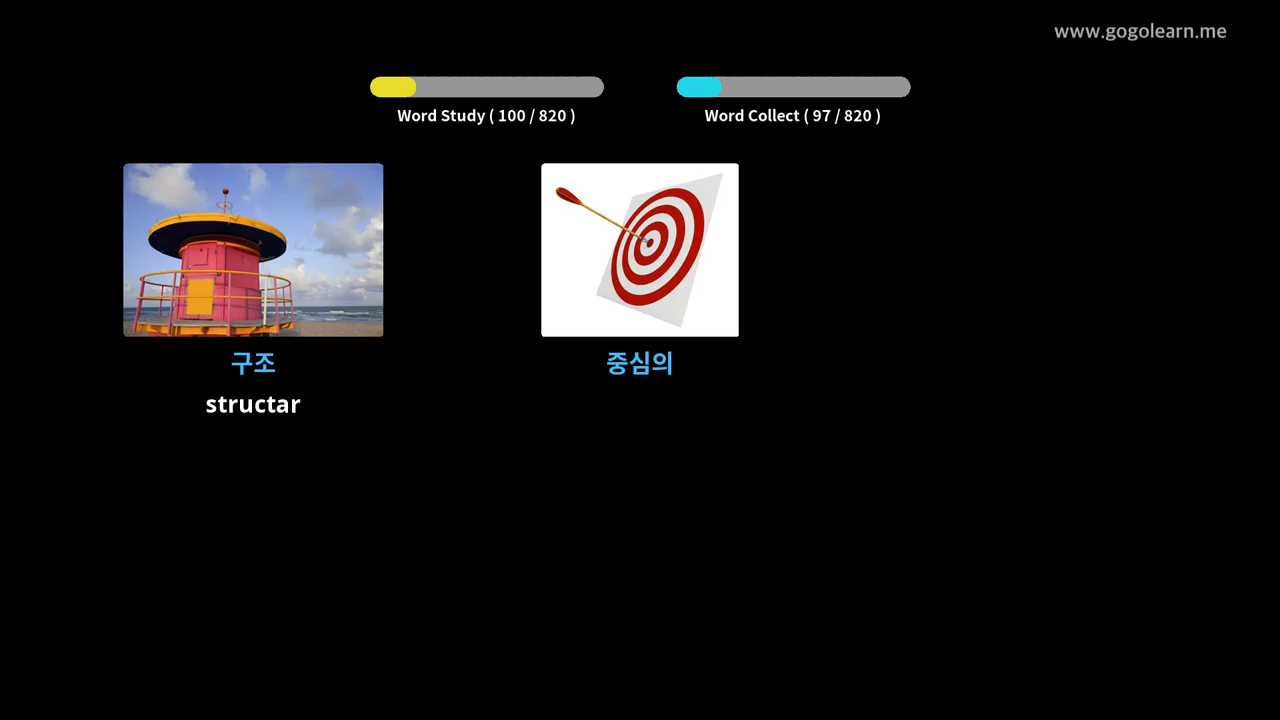 www.gogolearn.me
Word Study ( 100 / 820 )
Word Collect ( 97 / 820 )
구조
중심의
structar